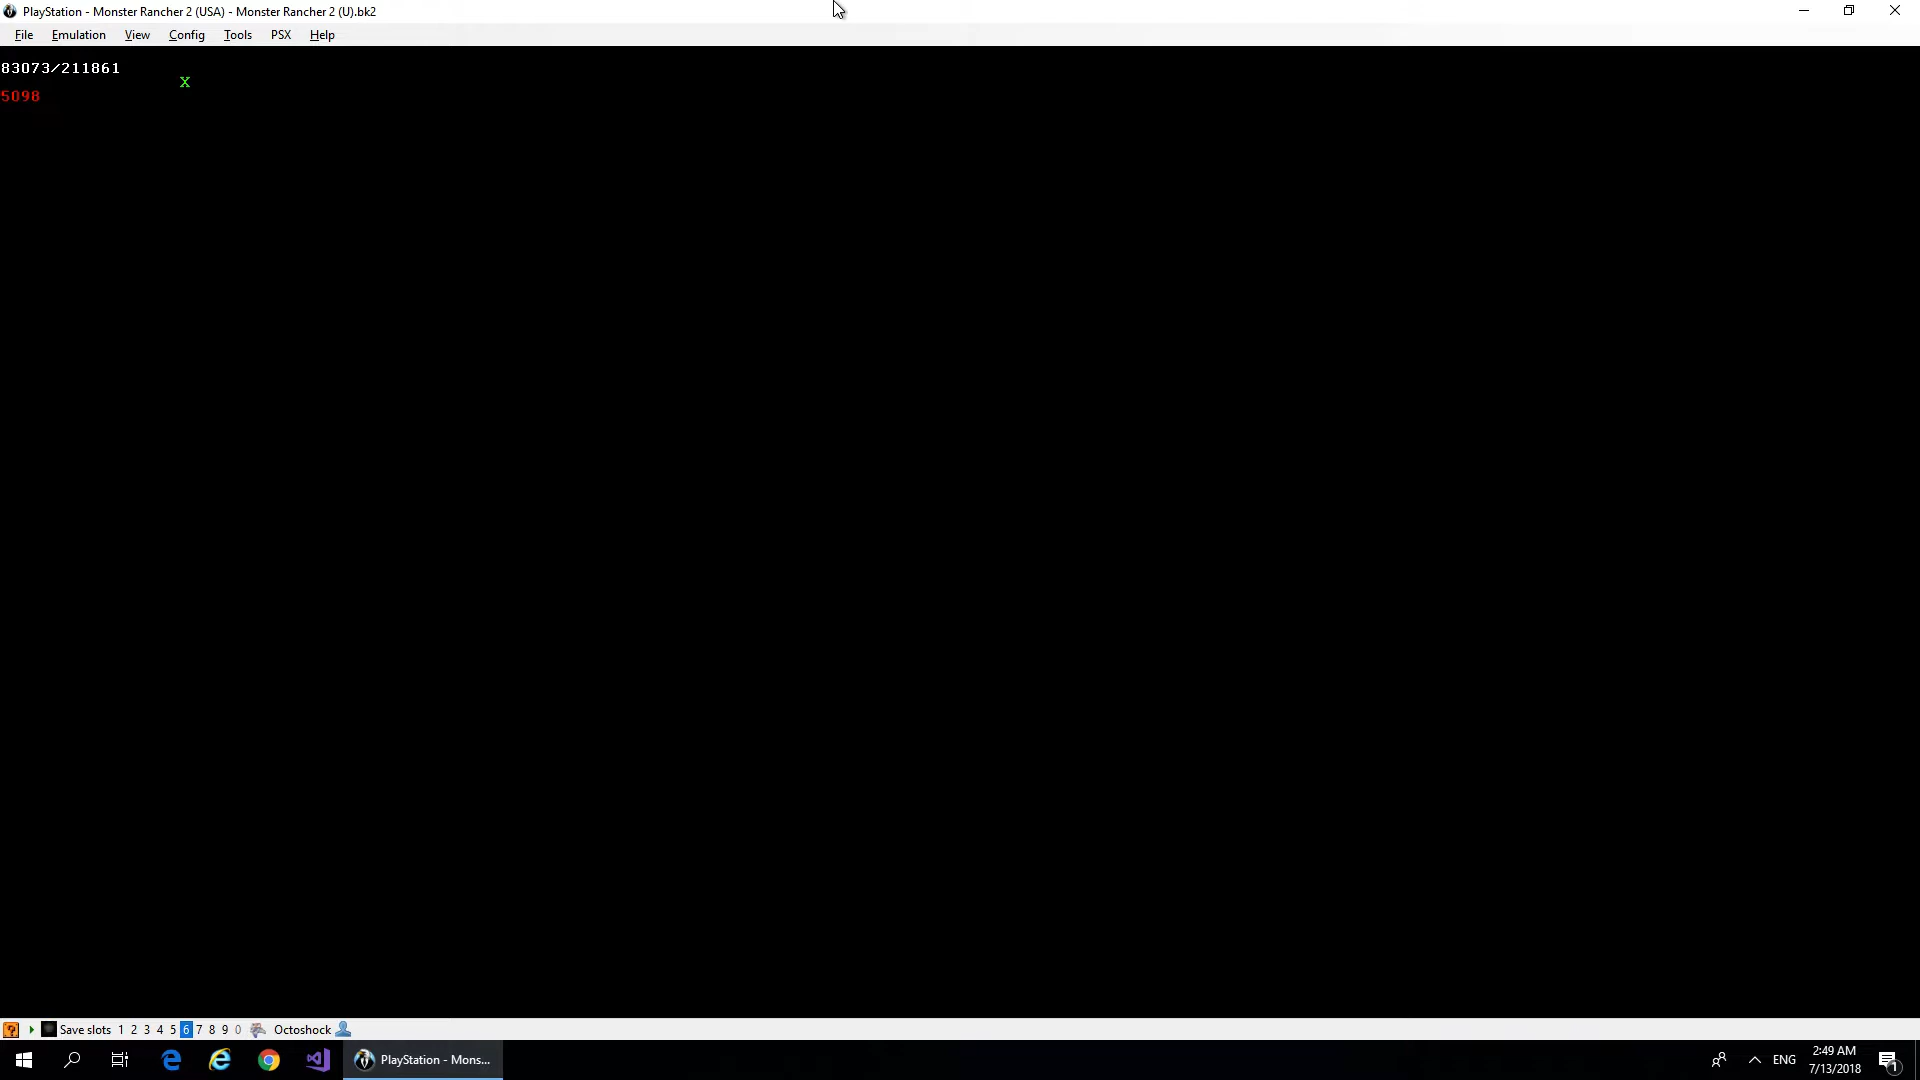 PlayStation - Monster Rancher 2 (USA) - Monster Rancher 2 (U).bk2
File Emulation View Config Tools PSX Help
83073/211861
X
5098
Save slots 1 2 3 4 5 6 7 8 9 0 Octoshock
PlayStation - Mons...
ENG
2:49 AM
7/13/2018
1